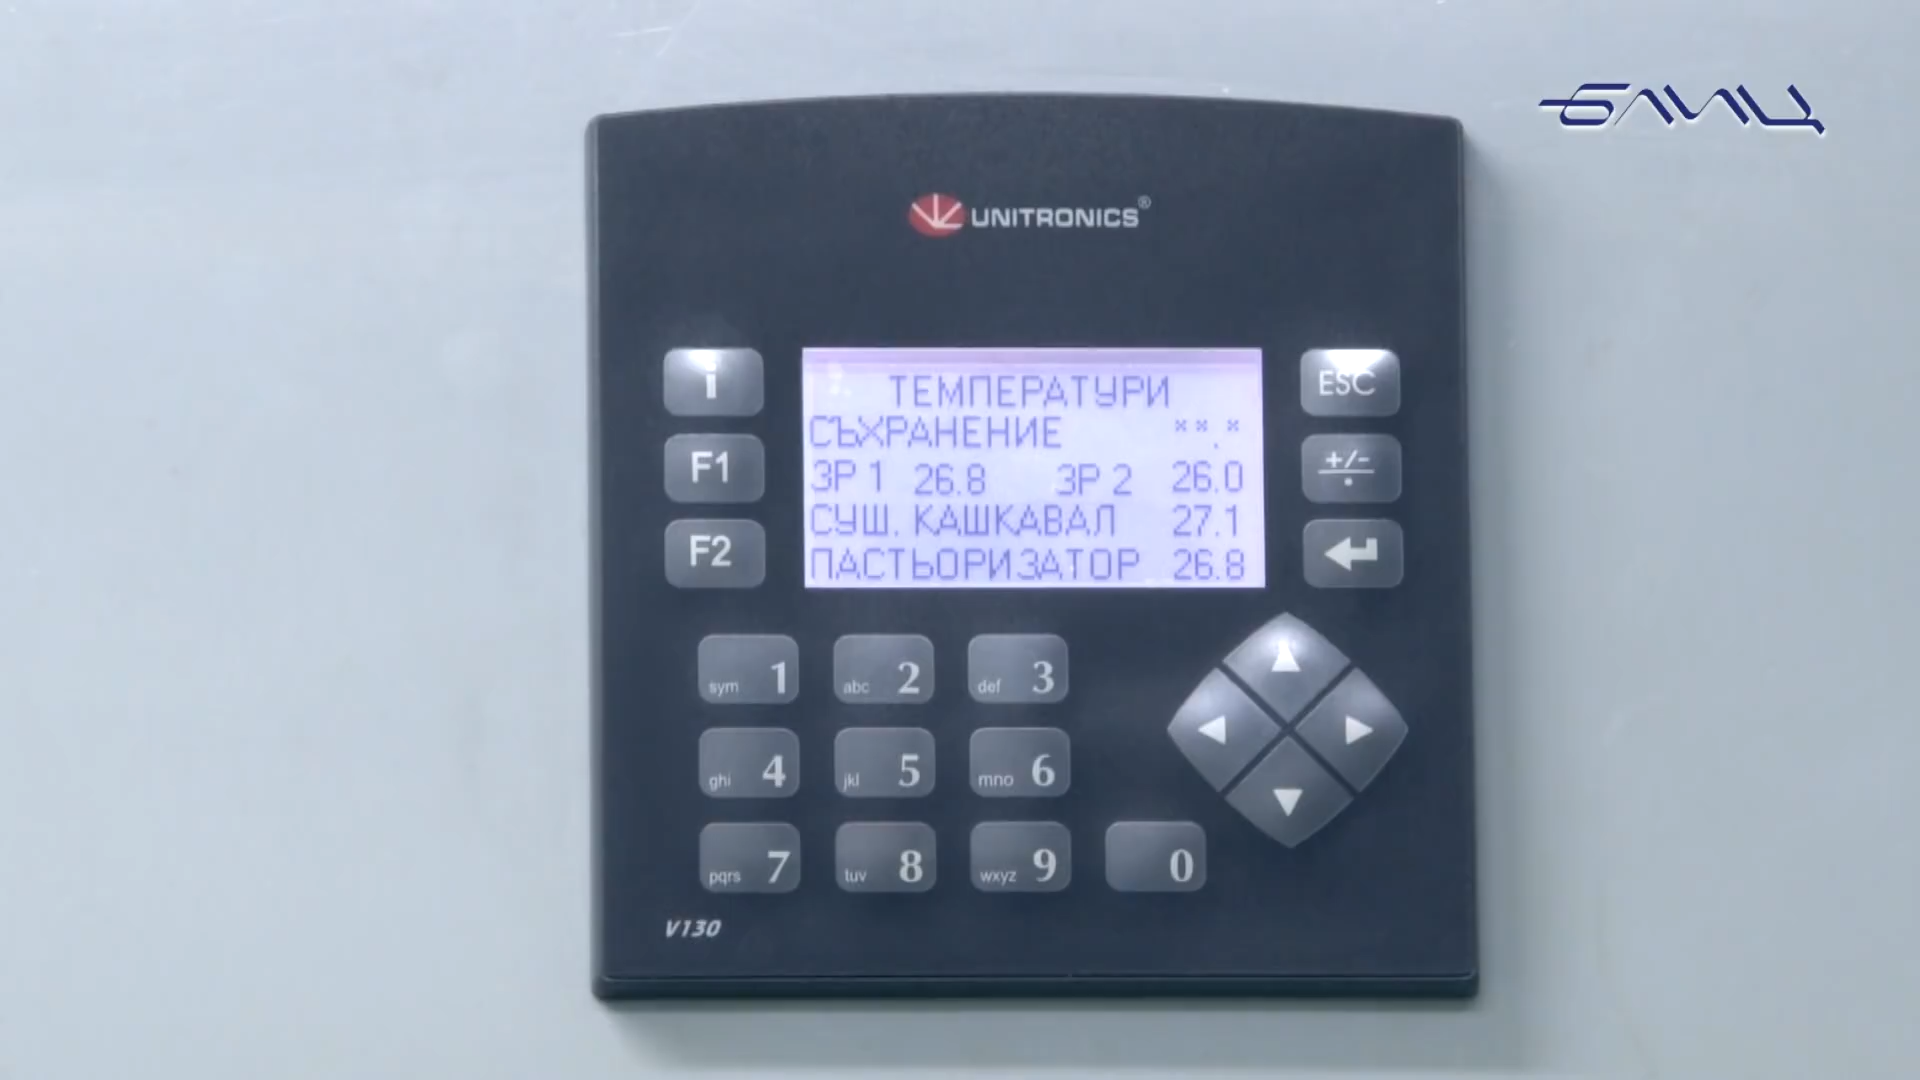 БЛИЦ
UNITRONICS®
i
ESC
F1
+/-
F2
ТЕМПЕРАТУРИ
СЪХРАНЕНИЕ **.*
ЗР 1 26.8 ЗР 2 26.0
СУШ. КАШКАВАЛ 27.1
ПАСТЬОРИЗАТОР 26.8
sym 1 abc 2 def 3
ghi 4 jkl 5 mno 6
pqrs 7 tuv 8 wxyz 9 0
V130